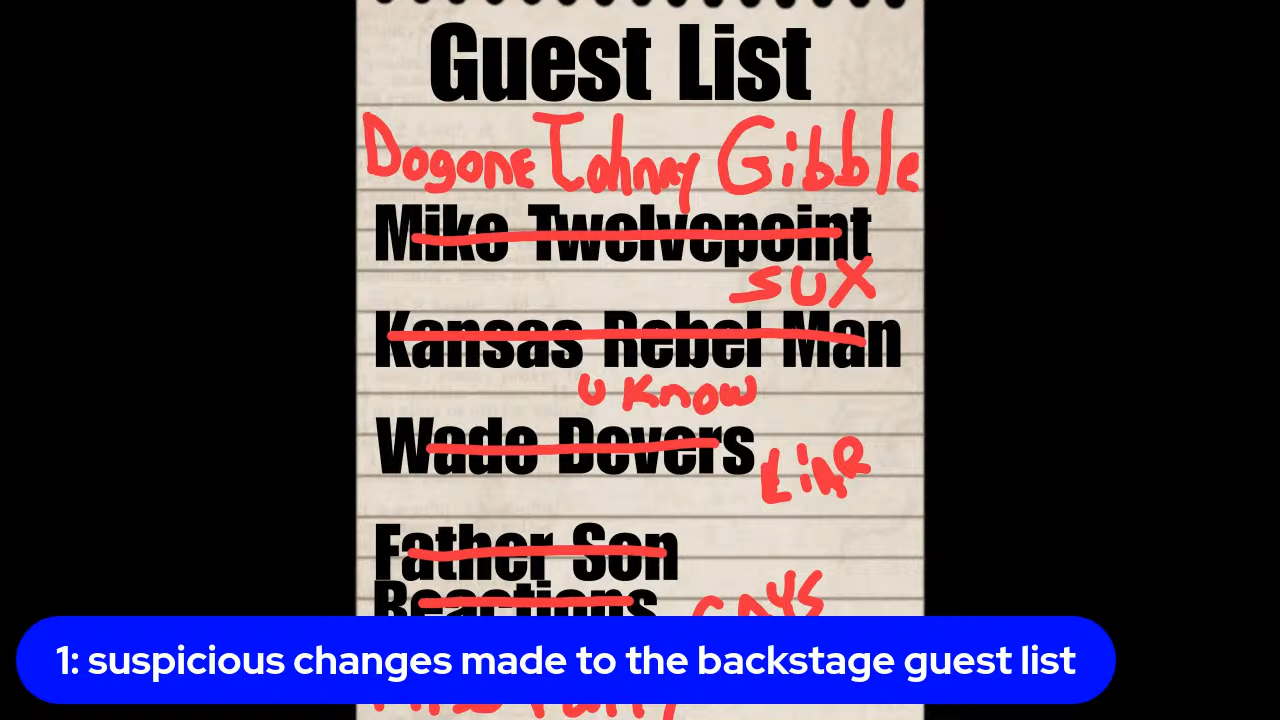 Guest List
Dogone Johnny Gibble
Mike Twelvepoint
SUX
Kansas Rebel Man
U Know
Wade Devers
LiAR
Father Son
Reactions
GAYS
1: suspicious changes made to the backstage guest list